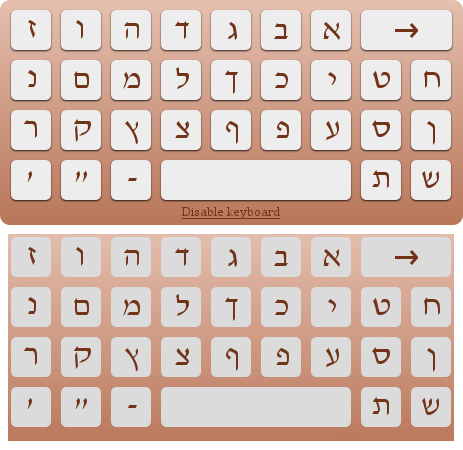 → א ב ג ד ה ו ז
ח ט י כ ך ל מ ם נ
ן ס ע פ ף צ ץ ק ר
ש ת - ״ ׳
Disable keyboard
→ א ב ג ד ה ו ז
ח ט י כ ך ל מ ם נ
ן ס ע פ ף צ ץ ק ר
ש ת - ״ ׳